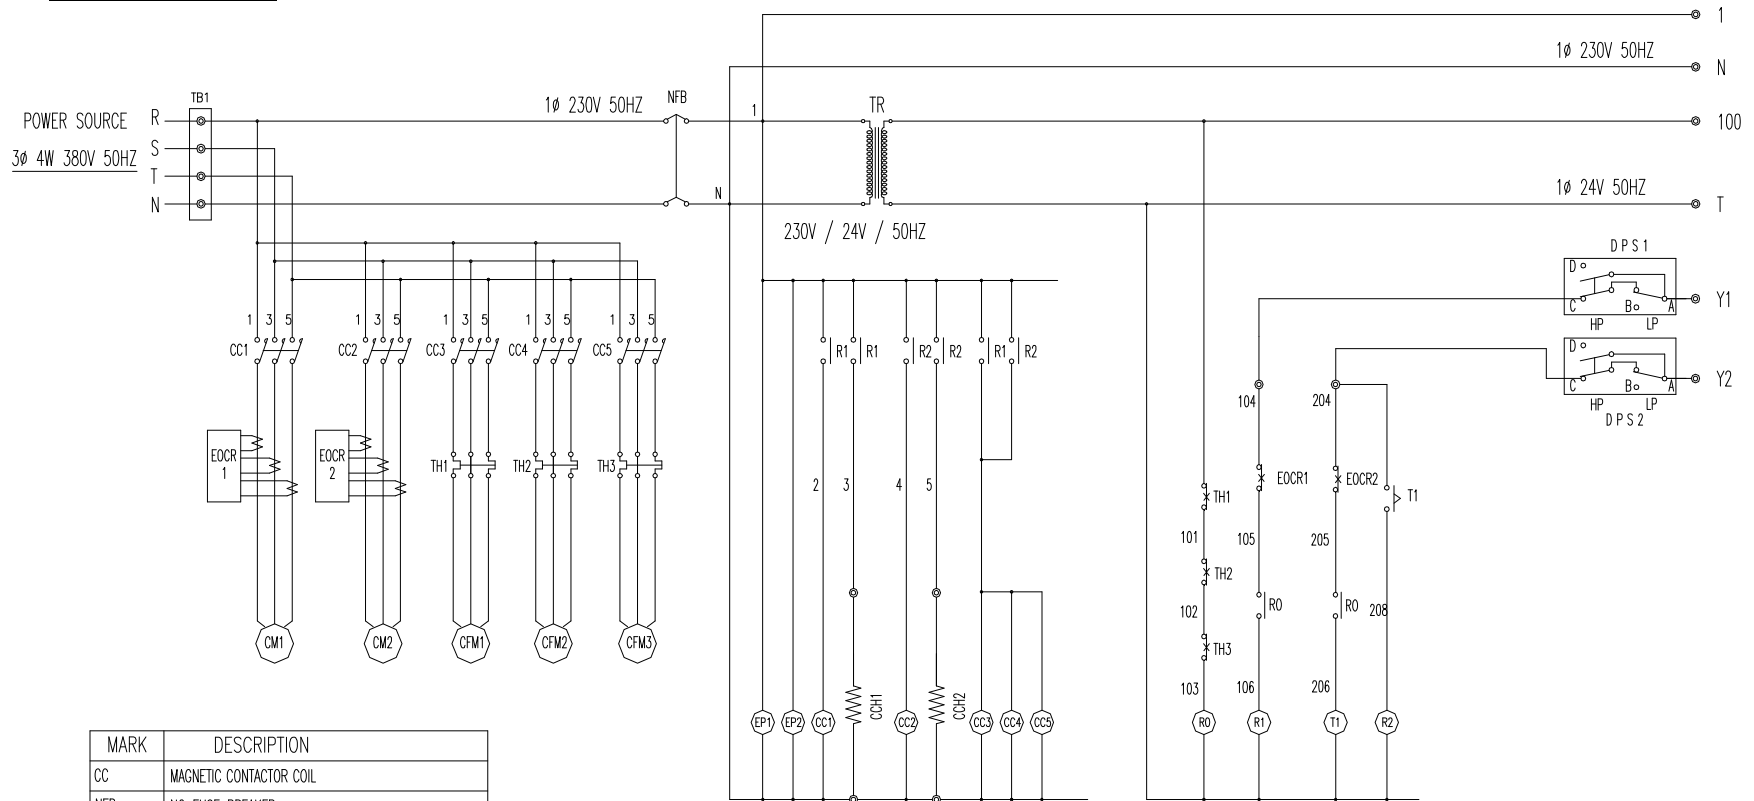 1
1ø 230V 50HZ
N
TB1
1ø 230V 50HZ
NFB
1
TR
POWER SOURCE
R
100
3ø 4W 380V 50HZ
S
T
N
N
1ø 24V 50HZ
T
230V / 24V / 50HZ
DPS1
D
C
B
A
Y1
HP
LP
1 3 5
1 3 5
1 3 5
1 3 5
1 3 5
CC1
CC2
CC3
CC4
CC5
R1
R1
R2
R2
R1
R2
D
C
B
A
Y2
HP
LP
DPS2
104
204
EOCR
1
EOCR
2
TH1
TH2
TH3
2
3
4
5
TH1
EOCR1
EOCR2
T1
101
105
205
TH2
102
R0
R0
208
TH3
103
106
206
CM1
CM2
CFM1
CFM2
CFM3
CCH1
CCH2
EP1
EP2
CC1
CC2
CC3
CC4
CC5
R0
R1
T1
R2
MARK
DESCRIPTION
CC
MAGNETIC CONTACTOR COIL